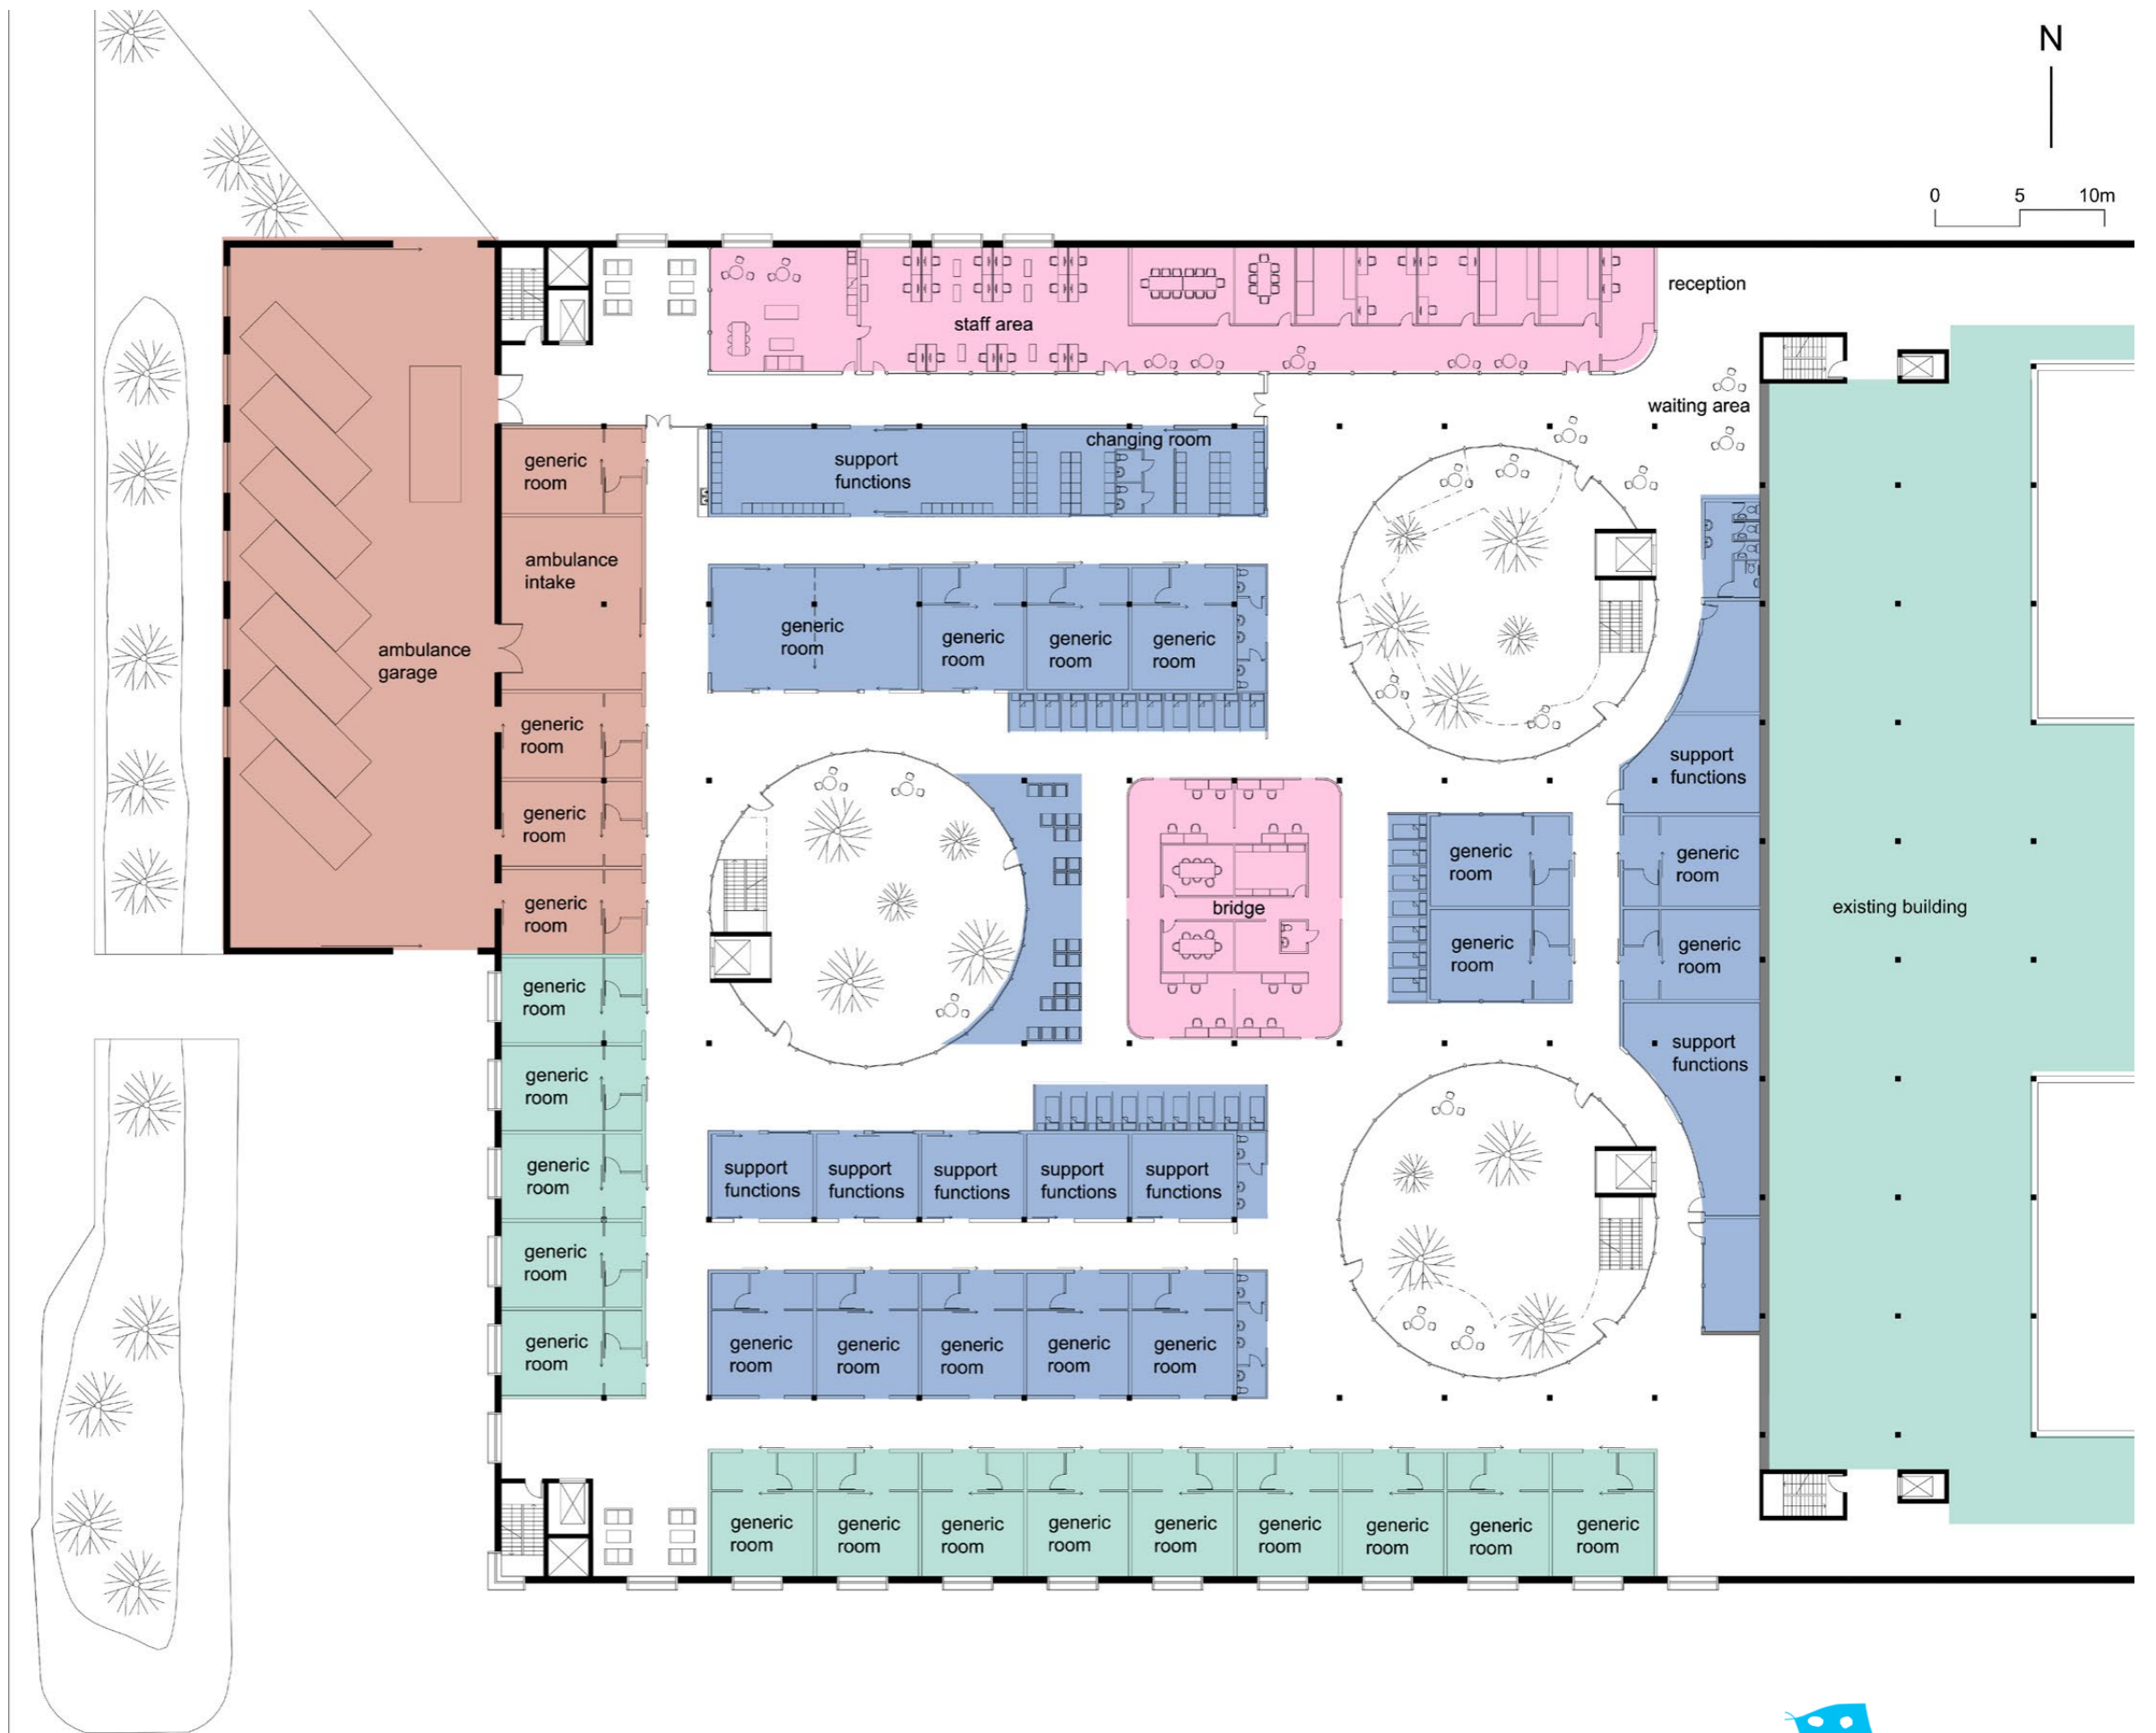 N
0 5 10m
reception
staff area
waiting area
changing room
support
functions
generic
room
ambulance
intake
generic
room
generic
room
generic
room
generic
room
ambulance
garage
generic
room
generic
room
generic
room
support
functions
generic
room
generic
room
generic
room
bridge
existing building
generic
room
generic
room
generic
room
support
functions
generic
room
generic
room
support
functions
support
functions
support
functions
support
functions
support
functions
generic
room
generic
room
generic
room
generic
room
generic
room
generic
room
generic
room
generic
room
generic
room
generic
room
generic
room
generic
room
generic
room
generic
room
generic
room
generic
room
generic
room